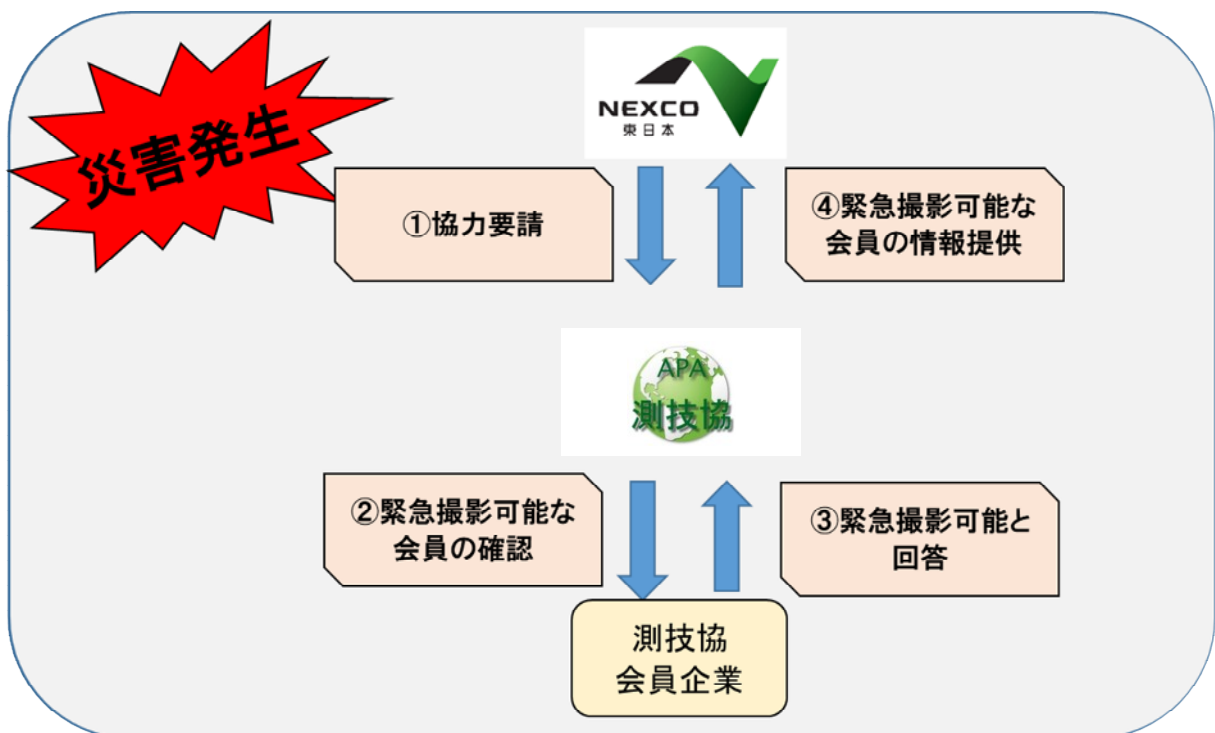 災害発生
NEXCO
東日本
①協力要請
④緊急撮影可能な
会員の情報提供
APA
測技協
②緊急撮影可能な
会員の確認
③緊急撮影可能と
回答
測技協
会員企業